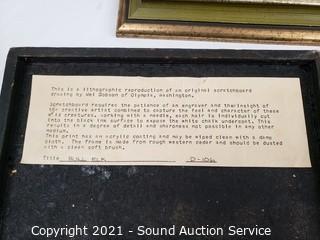 This is a lithographic reproduction of an original scratchboard
drawing by Wei Dobson of Olympia, Washington.
Scratchboard requires the patience of an engraver and the insight of
the creative artist combined to capture the feel and character of these
wild creatures. Working with a needle, each hair is individually cut
into the black ink surface to expose the white chalk underneat. This
results in a degree of detail and sharpness not possible in any other
medium.
This print has an acrylic coating and may be wiped clean with a damp
cloth. The frame is made from rough western cedar and should be dusted
with a clean soft brush.
Title BULL ELK D-106
Copyright 2021 - Sound Auction Service